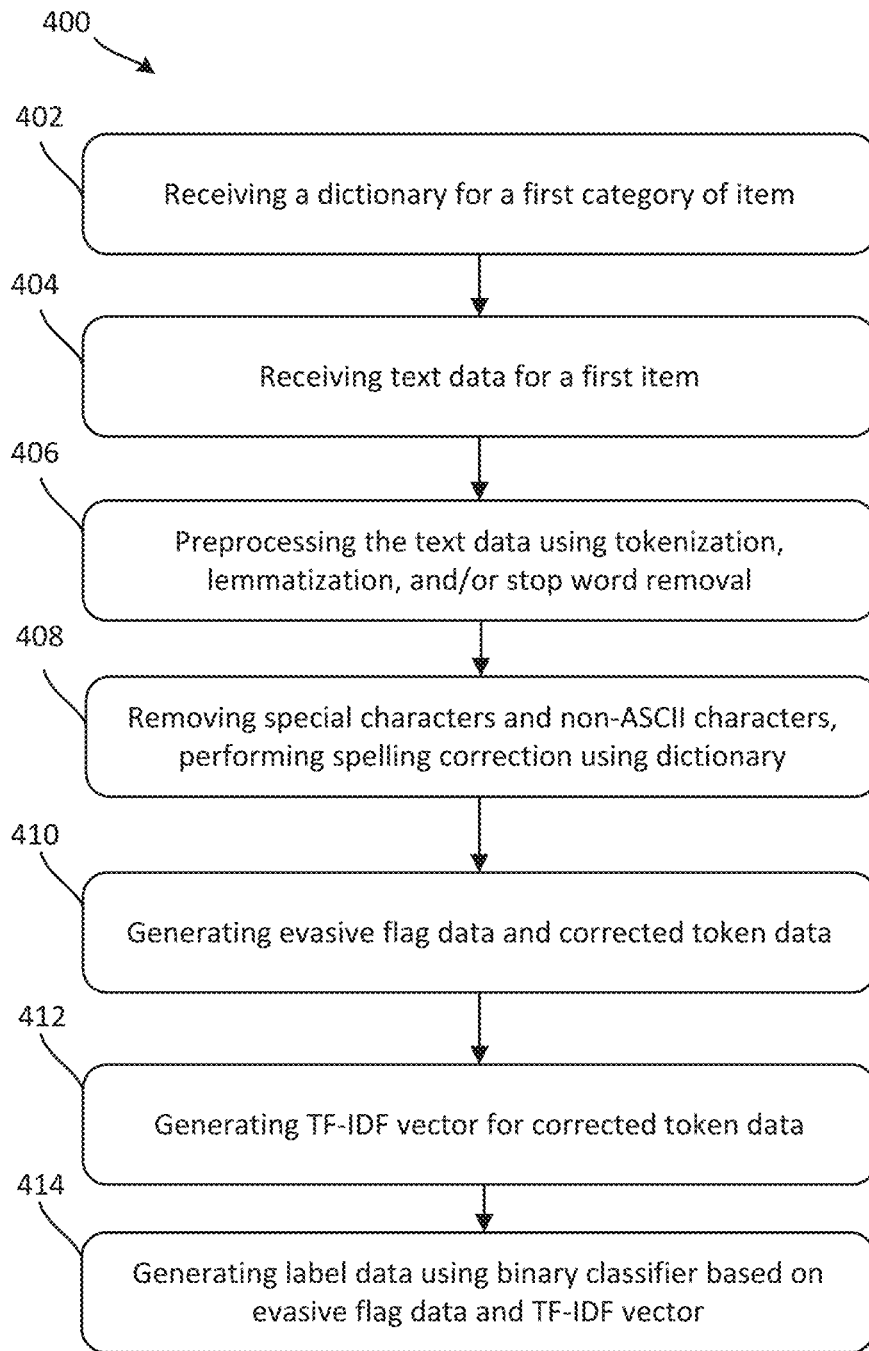 400
402
Receiving a dictionary for a first category of item
404
Receiving text data for a first item
406
Preprocessing the text data using tokenization,
lemmatization, and/or stop word removal
408
Removing special characters and non-ASCII characters,
performing spelling correction using dictionary
410
Generating evasive flag data and corrected token data
412
Generating TF-IDF vector for corrected token data
414
Generating label data using binary classifier based on
evasive flag data and TF-IDF vector